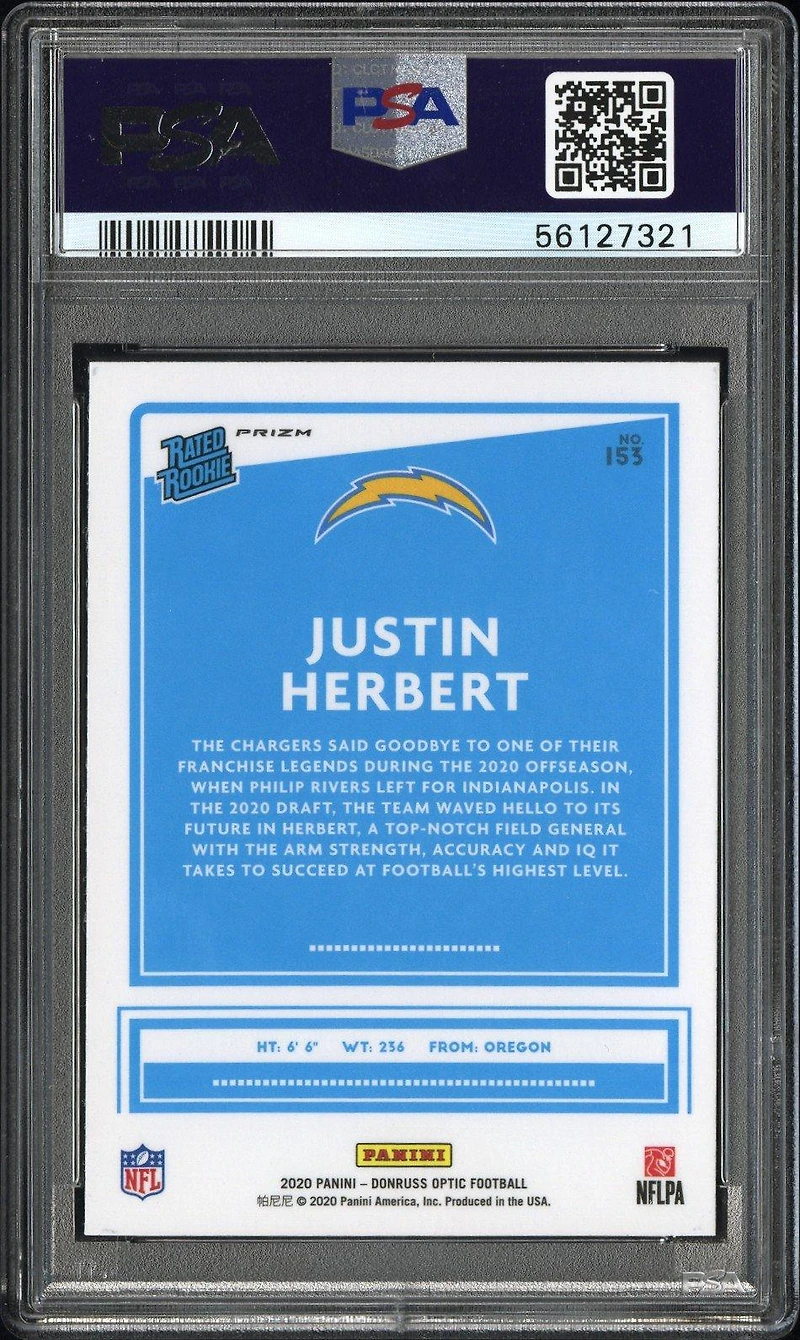 PSA
PSA
56127321
RATED
ROOKIE
PRIZM
NO.
153
JUSTIN
HERBERT
THE CHARGERS SAID GOODBYE TO ONE OF THEIR
FRANCHISE LEGENDS DURING THE 2020 OFFSEASON,
WHEN PHILIP RIVERS LEFT FOR INDIANAPOLIS. IN
THE 2020 DRAFT, THE TEAM WAVED HELLO TO ITS
FUTURE IN HERBERT, A TOP-NOTCH FIELD GENERAL
WITH THE ARM STRENGTH, ACCURACY AND IQ IT
TAKES TO SUCCEED AT FOOTBALL'S HIGHEST LEVEL.
HT: 6' 6" WT: 236 FROM: OREGON
NFL
PANINI
2020 PANINI – DONRUSS OPTIC FOOTBALL
帕尼尼 © 2020 Panini America, Inc. Produced in the USA.
NFLPA
PSA